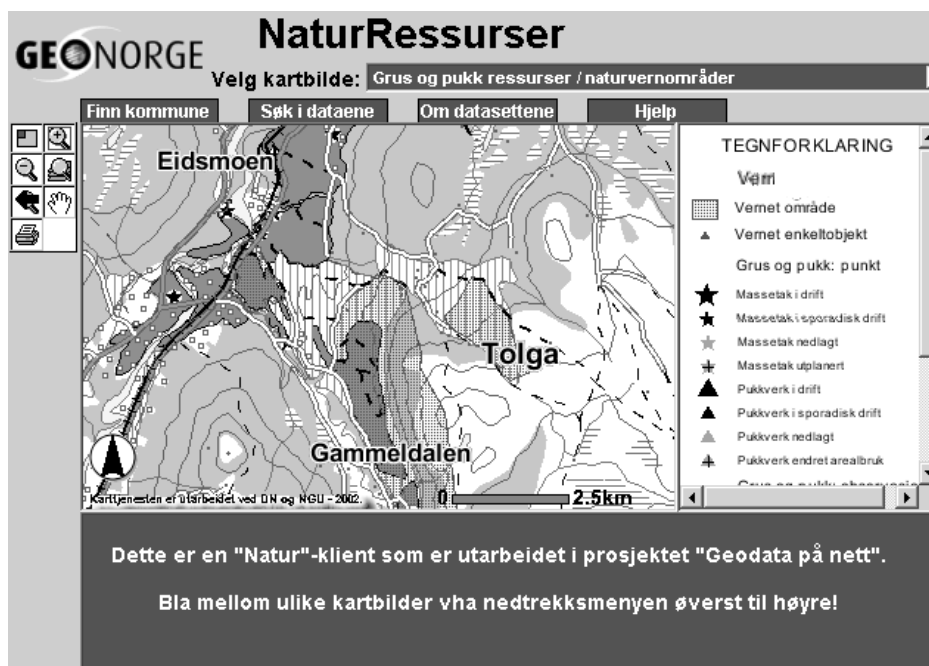 GEONORGE
NaturRessurser
Velg kartbilde: Grus og pukk ressurser / naturvernområder
Finn kommune
Søk i dataene
Om datasettene
Hjelp
Eidsmoen
Tolga
Gammeldalen
Karttjenesten er utarbeidet ved DN og NGU - 2002.
0 2.5km
TEGNFORKLARING
Vern
Vernet område
Vernet enkeltobjekt
Grus og pukk: punkt
Massetak i drift
Massetak i sporadisk drift
Massetak nedlagt
Massetak utplanert
Pukkverk i drift
Pukkverk i sporadisk drift
Pukkverk nedlagt
Pukkverk endret arealbruk
Dette er en "Natur"-klient som er utarbeidet i prosjektet "Geodata på nett".
Bla mellom ulike kartbilder vha nedtrekksmenyen øverst til høyre!